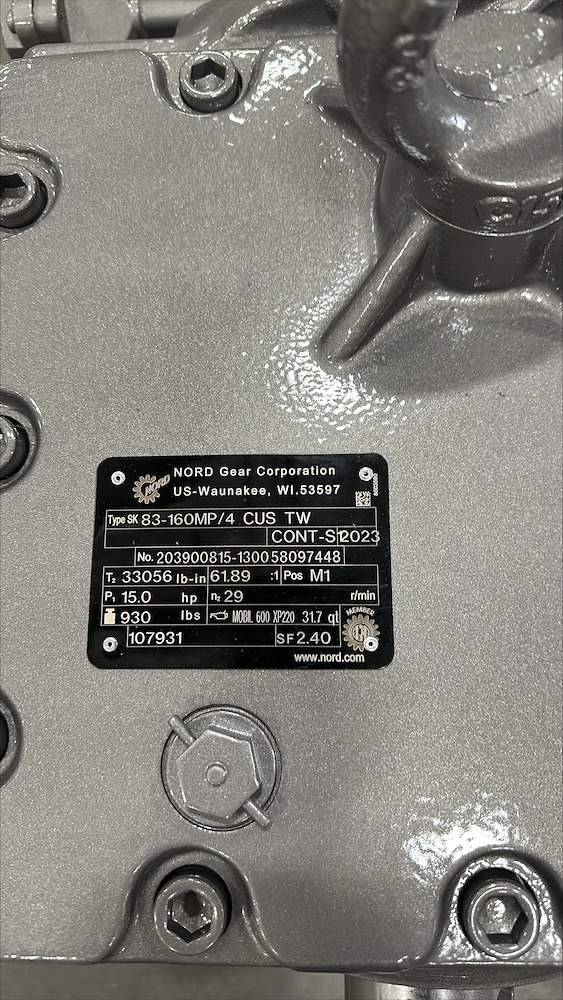 NORD
NORD Gear Corporation
US-Waunakee, WI.53597
Type SK 83-160MP/4 CUS TW
CONT-S1 2023
No. 203900815-1300 58097448
T₂ 33056 lb-in 61.89 :1 Pos M1
P₁ 15.0 hp n₂ 29 r/min
930 lbs MOBIL 600 XP220 31.7 qt
MEMBER
107931 SF 2.40
www.nord.com